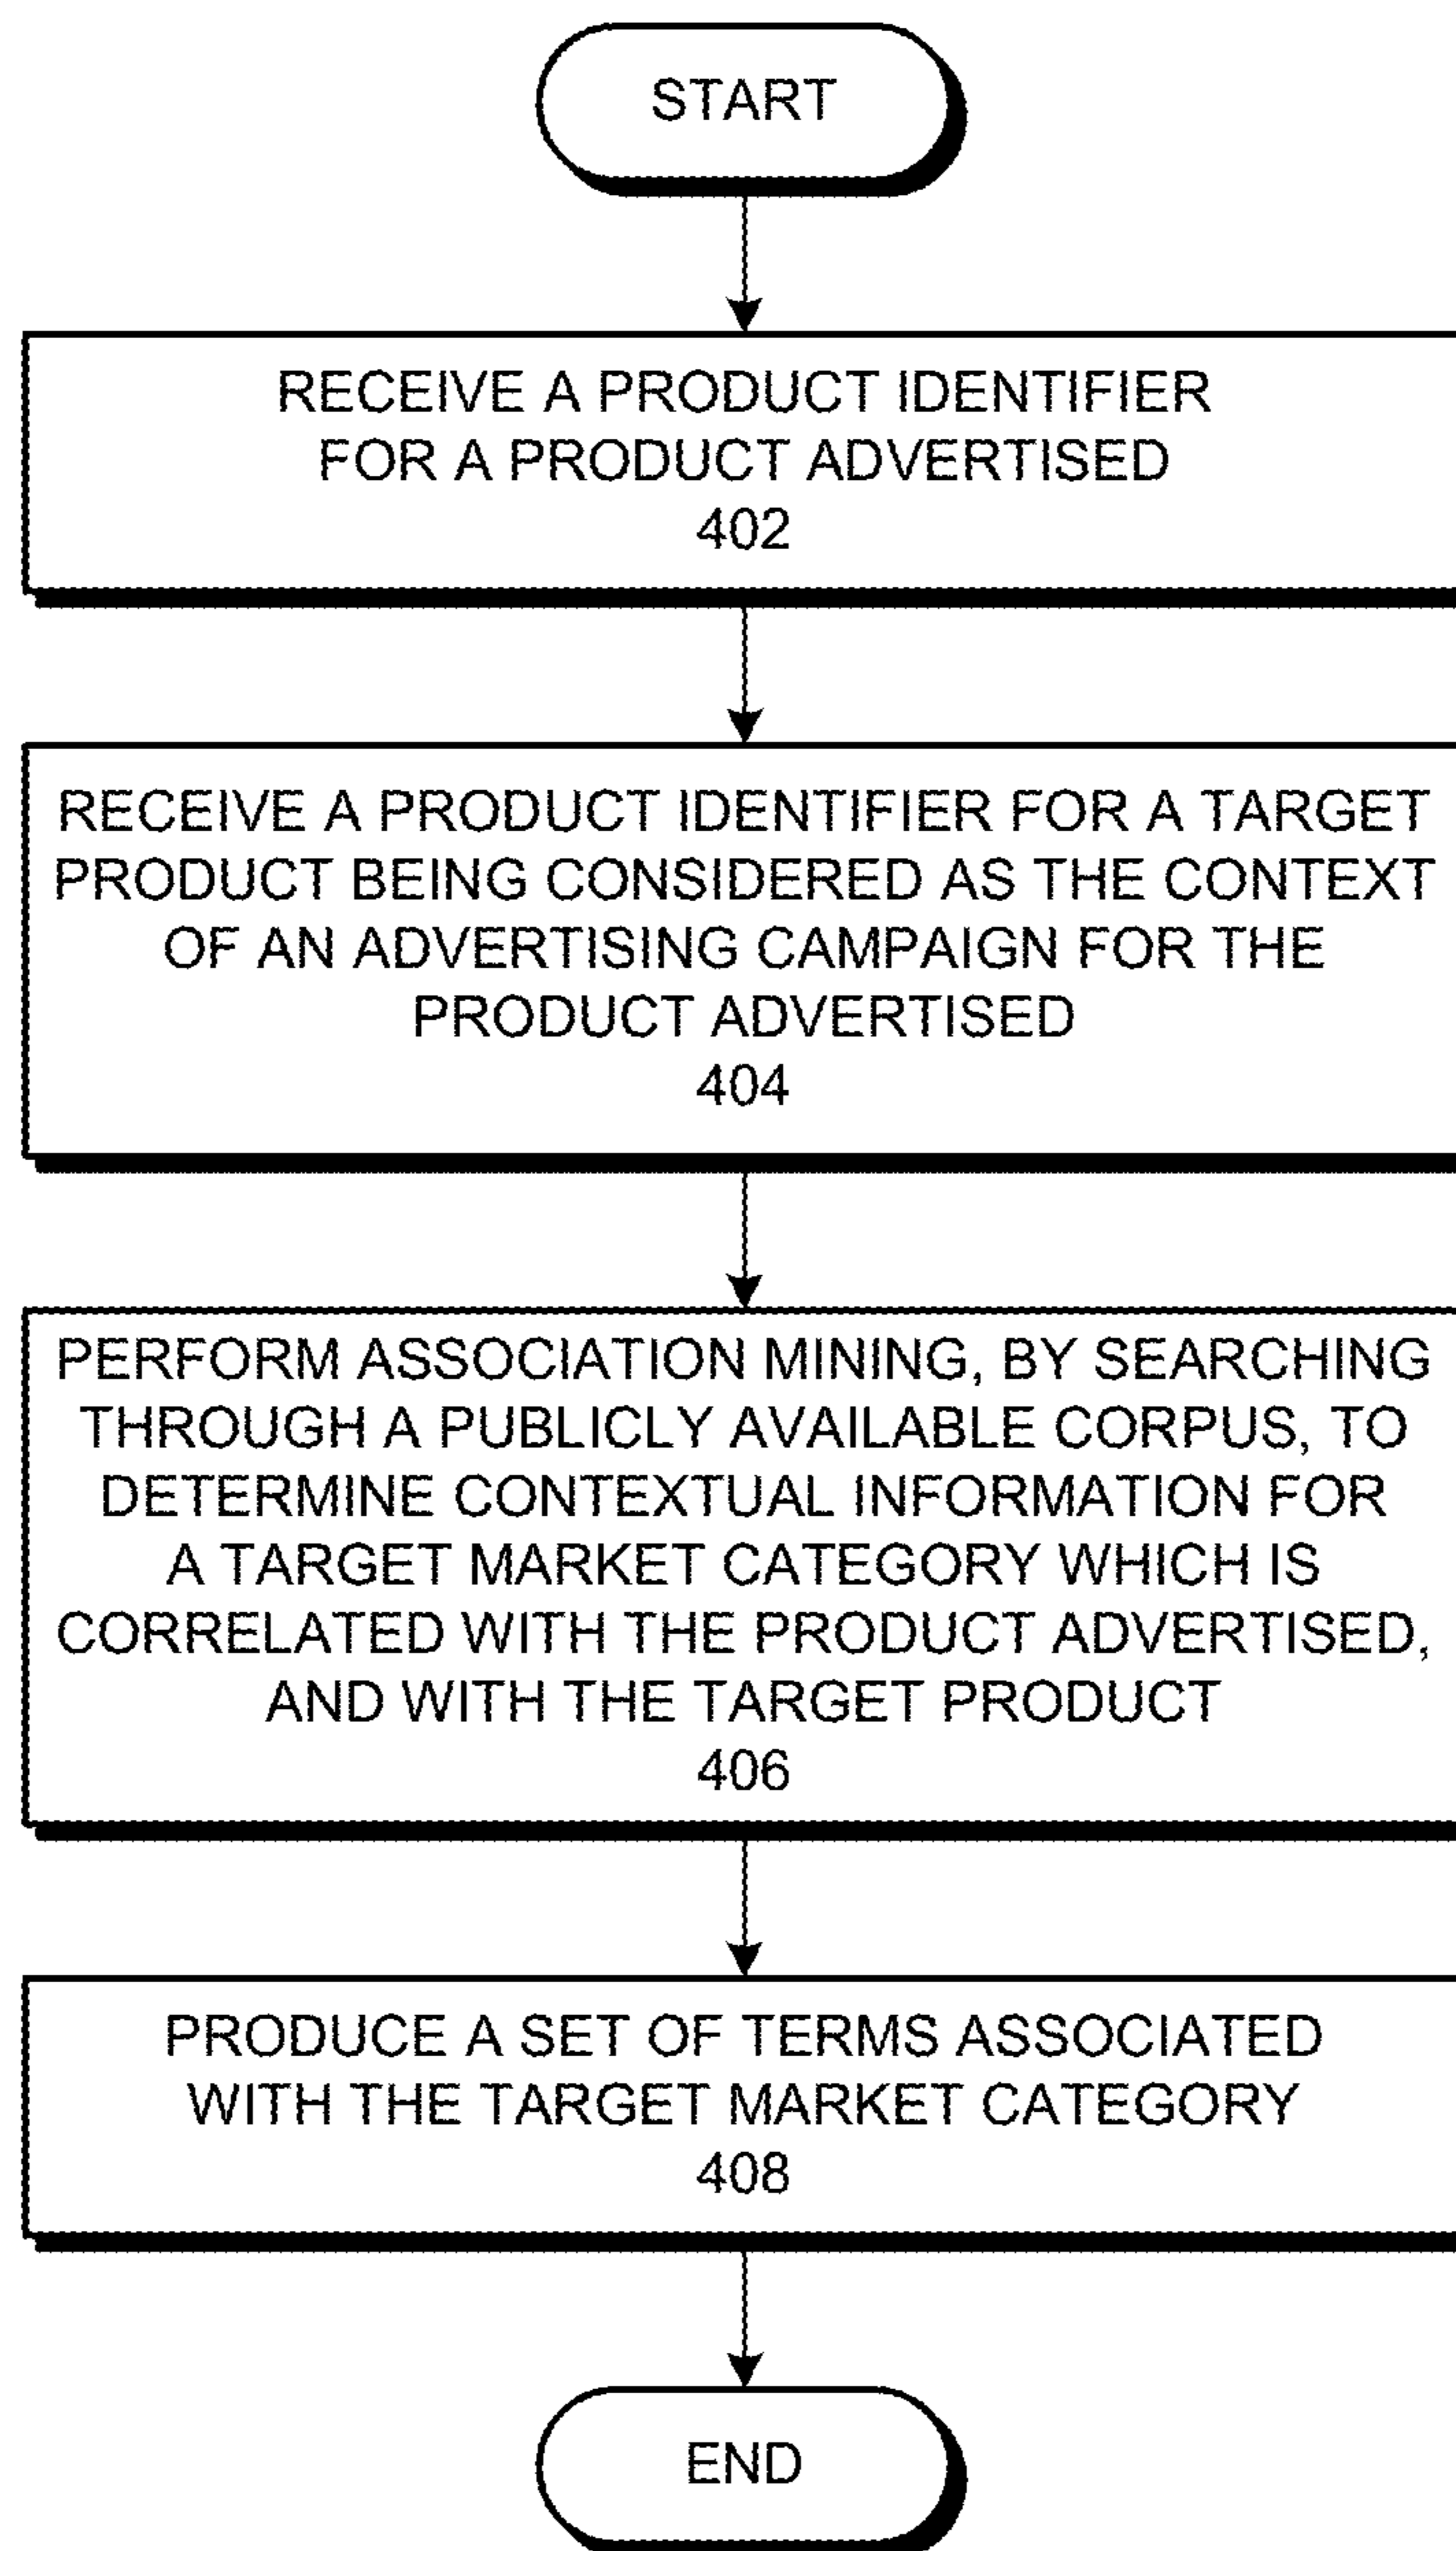 START
RECEIVE A PRODUCT IDENTIFIER
FOR A PRODUCT ADVERTISED
402
RECEIVE A PRODUCT IDENTIFIER FOR A TARGET
PRODUCT BEING CONSIDERED AS THE CONTEXT
OF AN ADVERTISING CAMPAIGN FOR THE
PRODUCT ADVERTISED
404
PERFORM ASSOCIATION MINING, BY SEARCHING
THROUGH A PUBLICLY AVAILABLE CORPUS, TO
DETERMINE CONTEXTUAL INFORMATION FOR
A TARGET MARKET CATEGORY WHICH IS
CORRELATED WITH THE PRODUCT ADVERTISED,
AND WITH THE TARGET PRODUCT
406
PRODUCE A SET OF TERMS ASSOCIATED
WITH THE TARGET MARKET CATEGORY
408
END